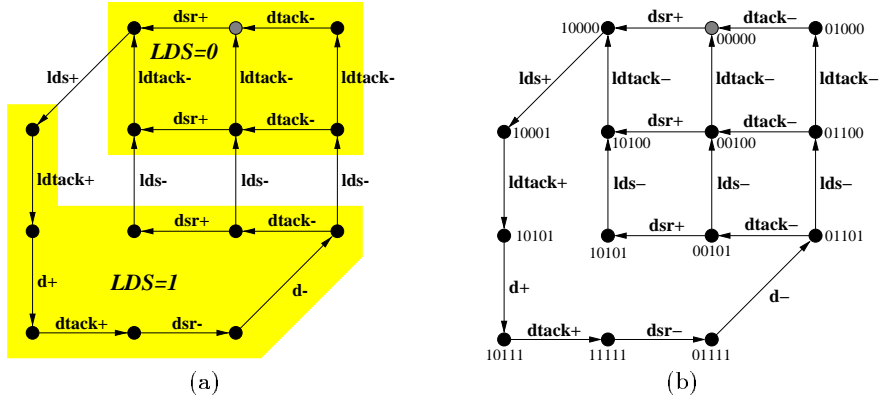 dsr+ dtack-
LDS=0
lds+ ldtack- ldtack- ldtack-
dsr+ dtack-
ldtack+ lds- lds- lds-
dsr+ dtack-
d+ LDS=1 d-
dtack+ dsr-
(a)
10000 dsr+ dtack− 01000
00000
lds+ ldtack− ldtack− ldtack−
10001 dsr+ dtack− 01100
10100 00100
ldtack+ lds− lds− lds−
10101 dsr+ dtack− 01101
10101 00101
d+ d−
dtack+ dsr−
10111 11111 01111
(b)